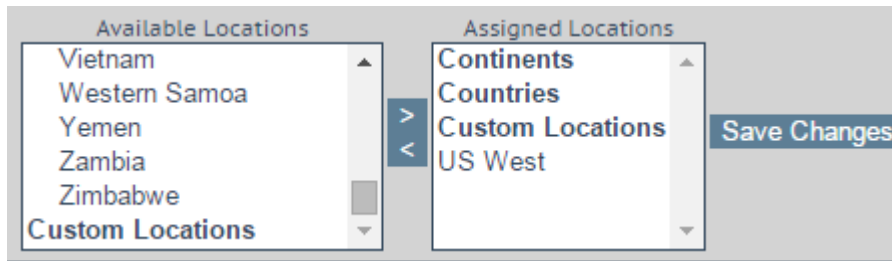 Available Locations
Vietnam
Western Samoa
Yemen
Zambia
Zimbabwe
Custom Locations
>
<
Assigned Locations
Continents
Countries
Custom Locations
US West
Save Changes